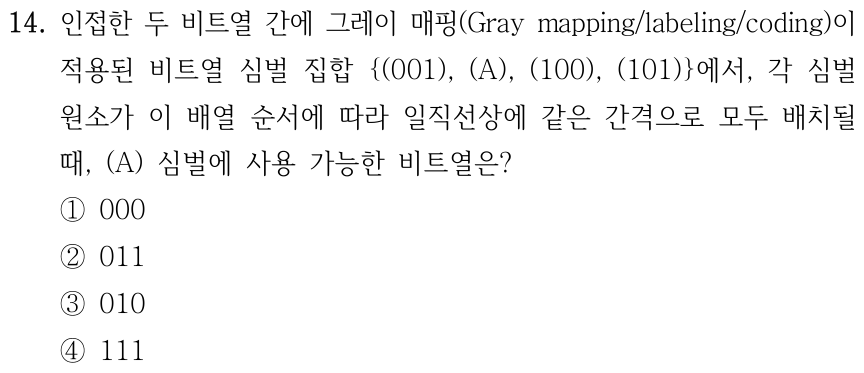 14. 인접한 두 비트열 간에 그레이 매핑(Gray mapping/labeling/coding)이
적용된 비트열 심벌 집합 {(001), (A), (100), (101)}에서, 각 심벌
원소가 이 배열 순서에 따라 일직선상에 같은 간격으로 모두 배치될
때, (A) 심벌에 사용 가능한 비트열은?
① 000
② 011
③ 010
④ 111